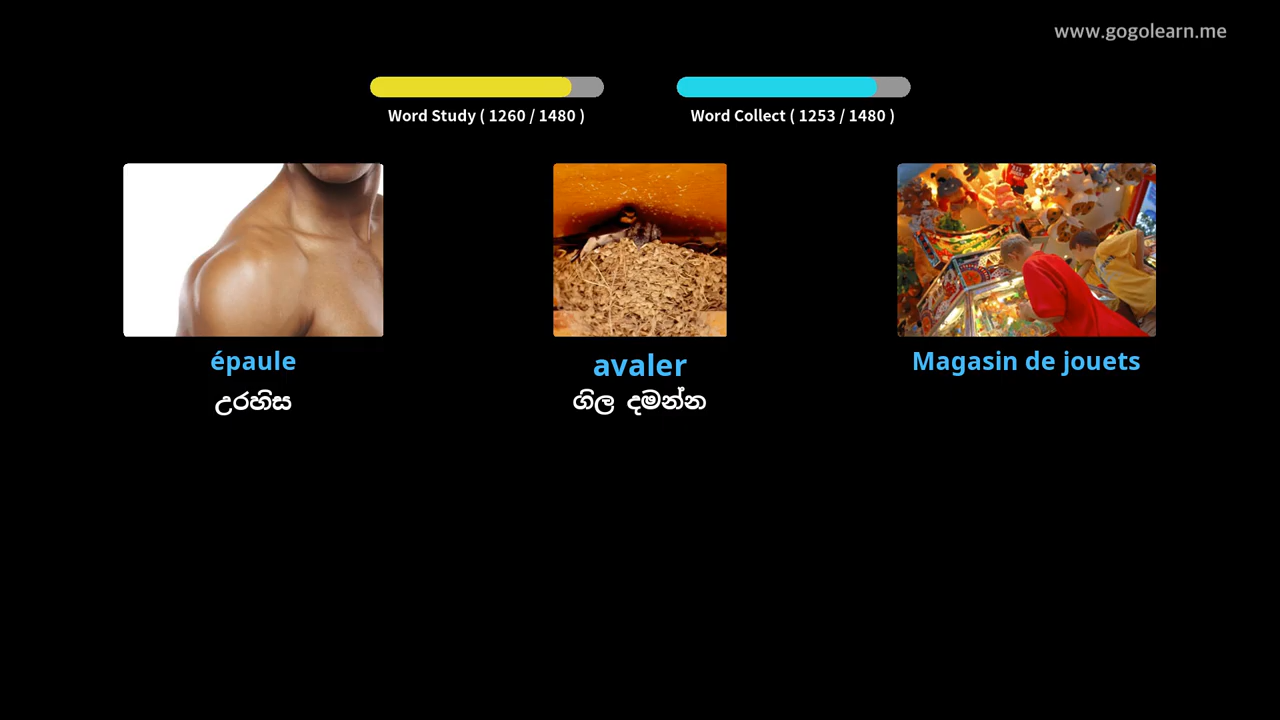 www.gogolearn.me
Word Study ( 1260 / 1480 )
Word Collect ( 1253 / 1480 )
épaule
උරහිස
avaler
ගිල දමන්න
Magasin de jouets